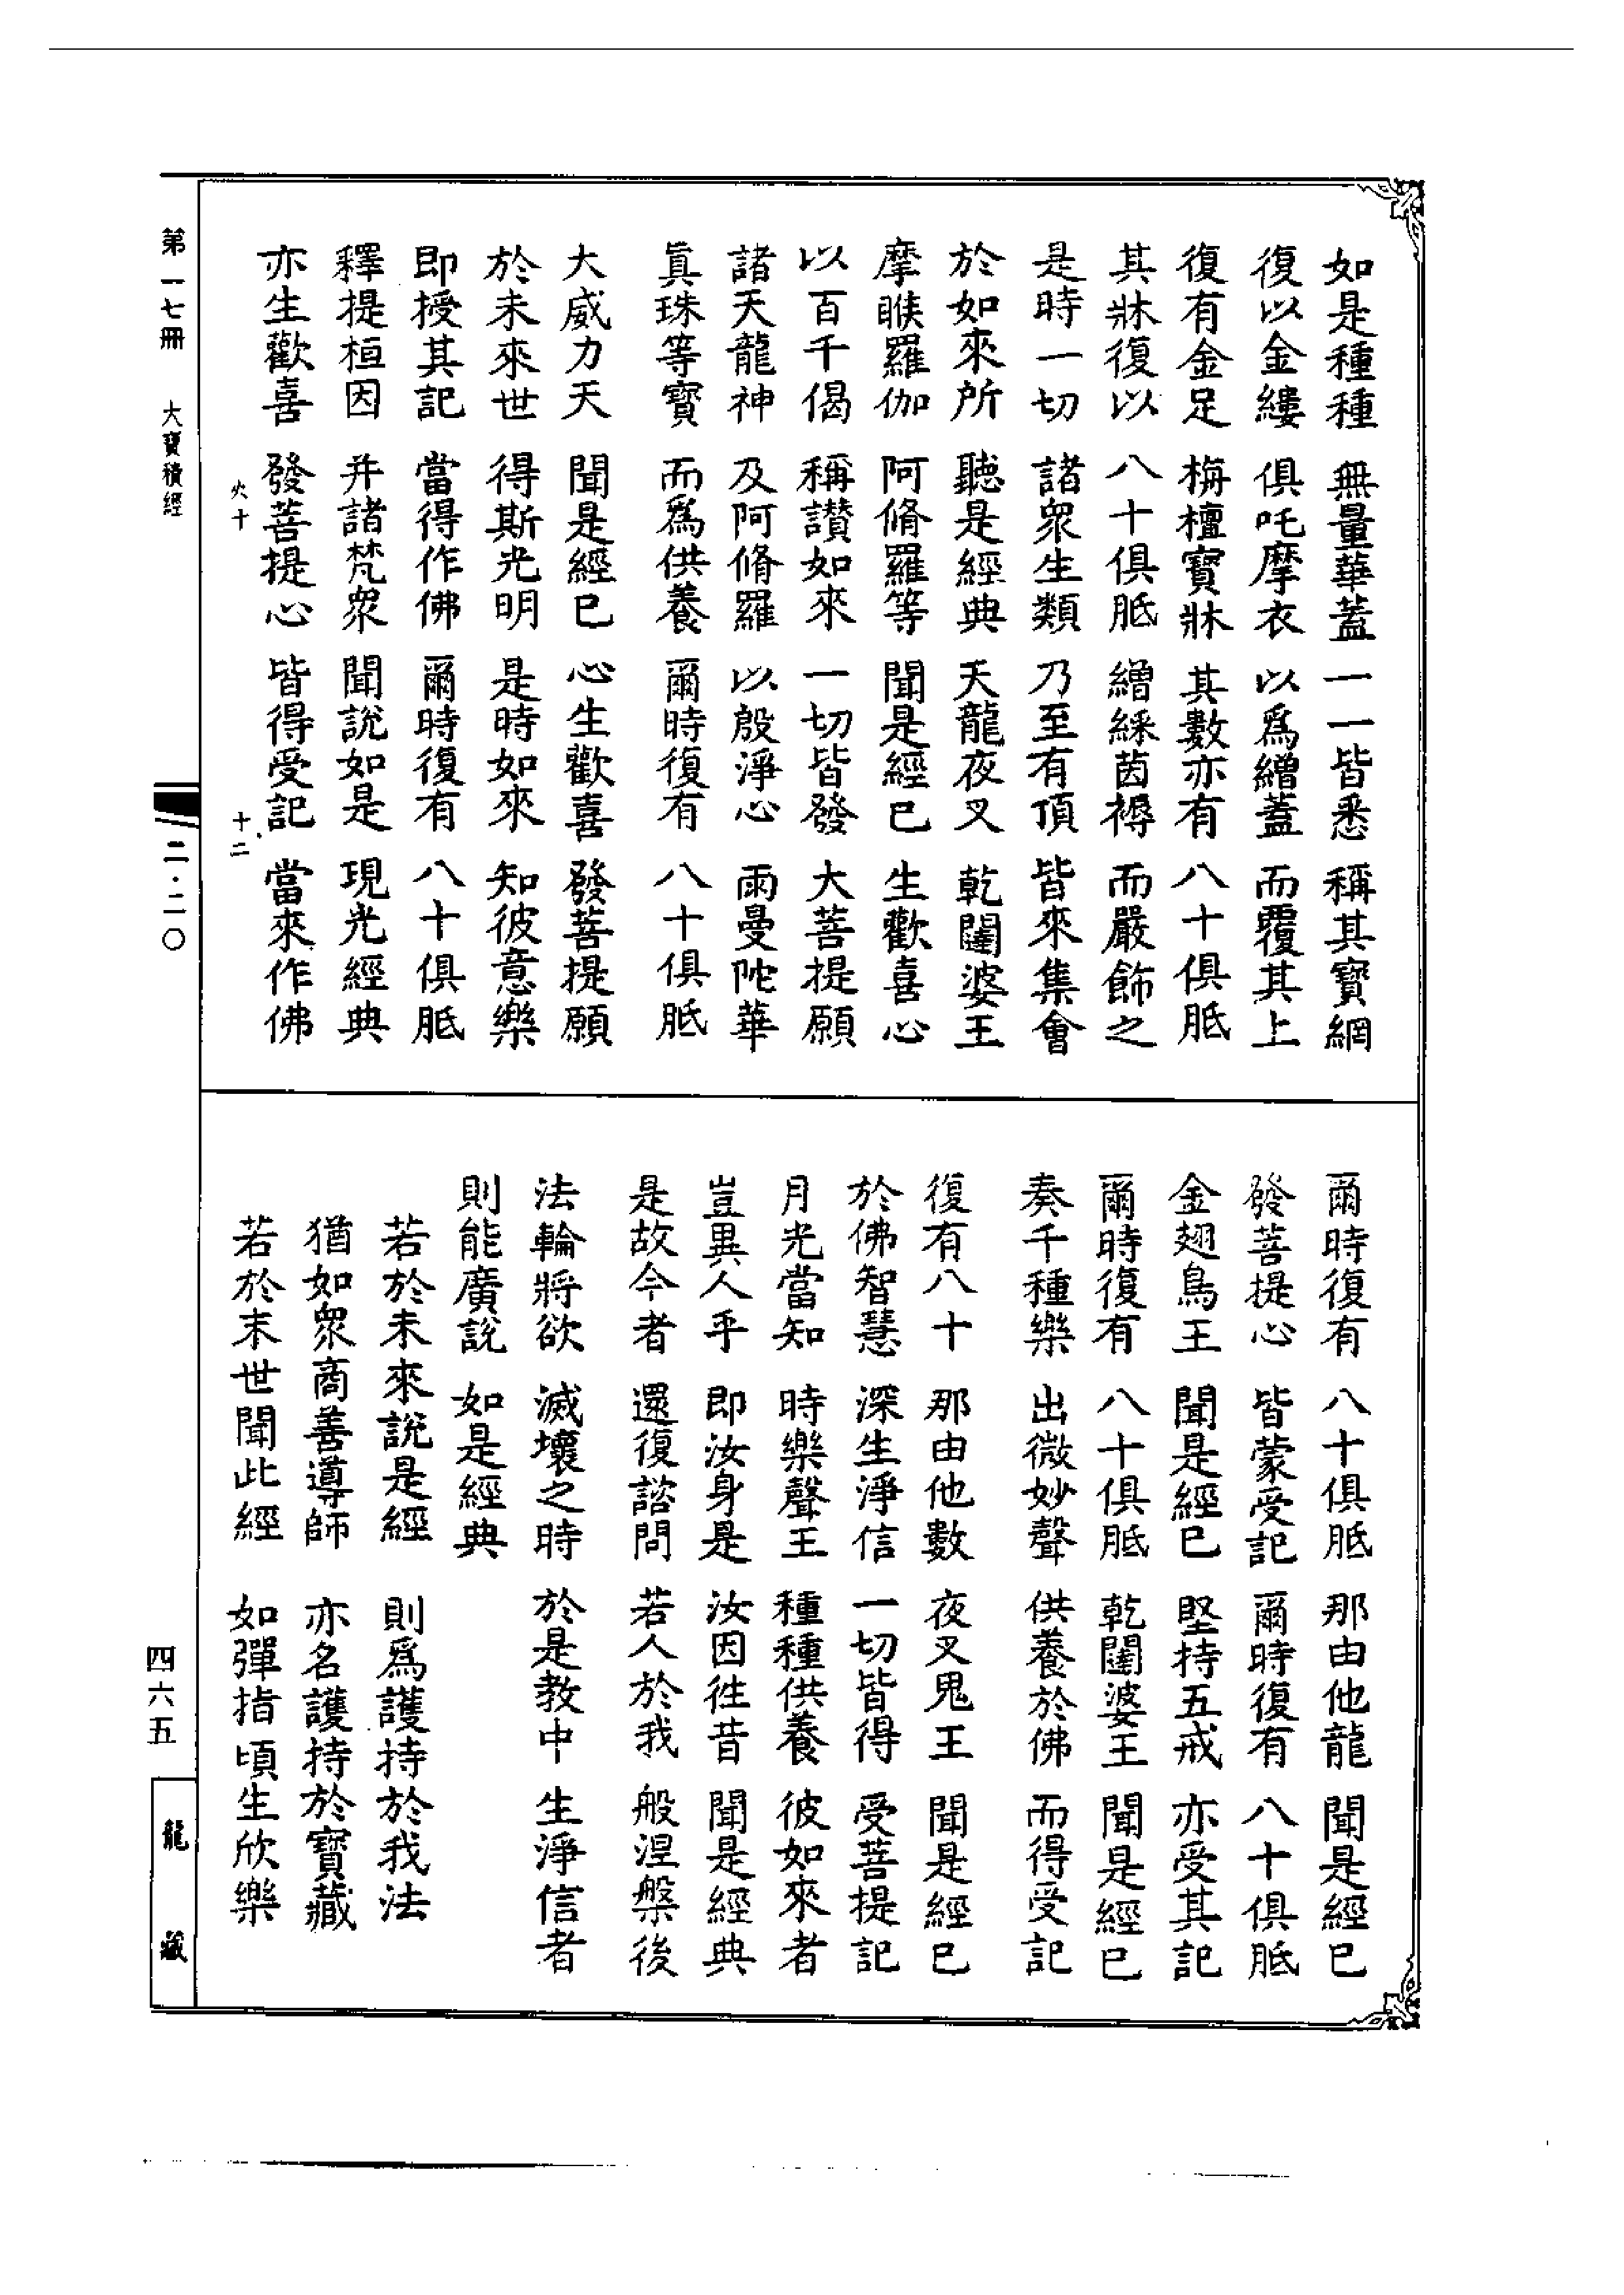 如是種種 無量華蓋 一一皆悉 稱其寶網
復以金縷 俱吒摩衣 以爲繒蓋 而覆其上
復有金足 栴檀寶牀 其數亦有 八十俱胝
其牀復以 八十俱胝 繒綵茵褥 而嚴飾之
是時一切 諸衆生類 乃至有頂 皆來集會
於如來所 聽是經典 天龍夜叉 乾闥婆王
摩睺羅伽 阿脩羅等 聞是經已 生歡喜心
以百千偈 稱讃如來 一切皆發 大菩提願
諸天龍神 及阿脩羅 以殷淨心 雨曼陀華
眞珠等寶 而爲供養 爾時復有 八十俱胝
大威力天 聞是經已 心生歡喜 發菩提願
於未來世 得斯光明 是時如來 知彼意樂
即授其記 當得作佛 爾時復有 八十俱胝
釋提桓因 并諸梵衆 聞說如是 現光經典
亦生歡喜 發菩提心 皆得受記 當來作佛
火十 十二
爾時復有 八十俱胝 那由他龍 聞是經已
發菩提心 皆蒙受記 爾時復有 八十俱胝
金翅鳥王 聞是經已 堅持五戒 亦受其記
爾時復有 八十俱胝 乾闥婆王 聞是經已
奏千種樂 出微妙聲 供養於佛 而得受記
復有八十 那由他數 夜叉鬼王 聞是經已
於佛智慧 深生淨信 一切皆得 受菩提記
月光當知 時樂聲王 種種供養 彼如來者
豈異人乎 即汝身是 汝因往昔 聞是經典
是故今者 還復諮問 若人於我 般涅槃後
法輪將欲 滅壞之時 於是教中 生淨信者
則能廣說 如是經典
若於未來說是經 則爲護持於我法
猶如衆商善導師 亦名護持於寶藏
若於末世聞此經 如彈指頃生欣樂
第一七冊 大寶積經
二·二〇
四六五
龍藏